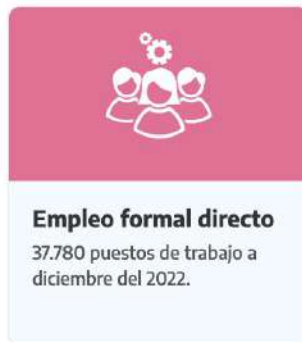 Empleo formal directo
37.780 puestos de trabajo a
diciembre del 2022.